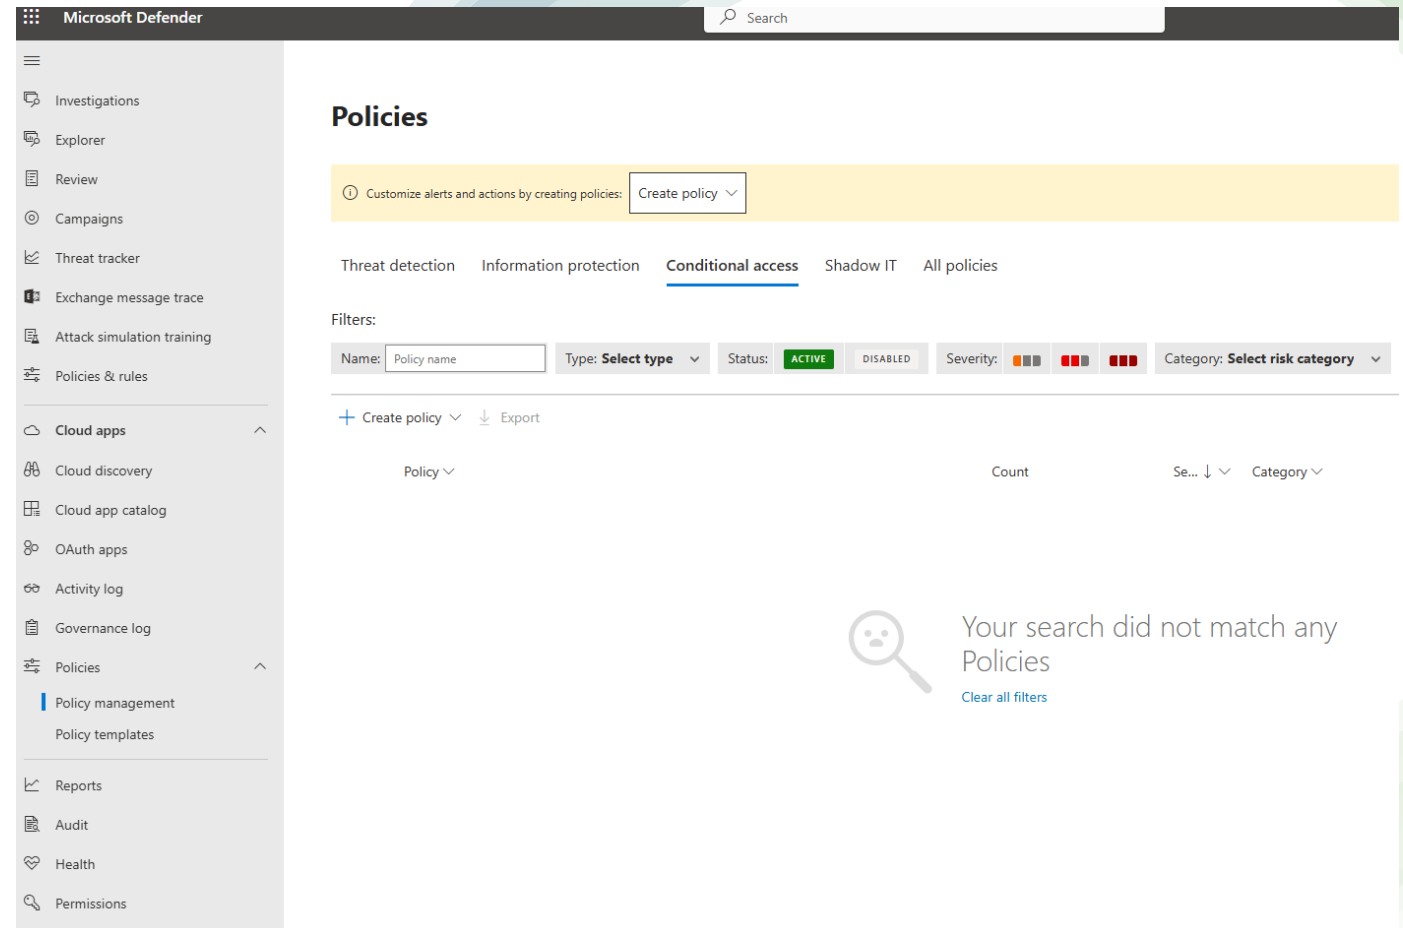 Microsoft Defender
Search
Investigations
Explorer
Review
Campaigns
Threat tracker
Exchange message trace
Attack simulation training
Policies & rules
Cloud apps
Cloud discovery
Cloud app catalog
OAuth apps
Activity log
Governance log
Policies
Policy management
Policy templates
Reports
Audit
Health
Permissions
Policies
Customize alerts and actions by creating policies: Create policy
Threat detection Information protection Conditional access Shadow IT All policies
Filters:
Name: Policy name Type: Select type Status: ACTIVE DISABLED Severity: Category: Select risk category
Create policy Export
Policy Count Se... Category
Your search did not match any
Policies
Clear all filters